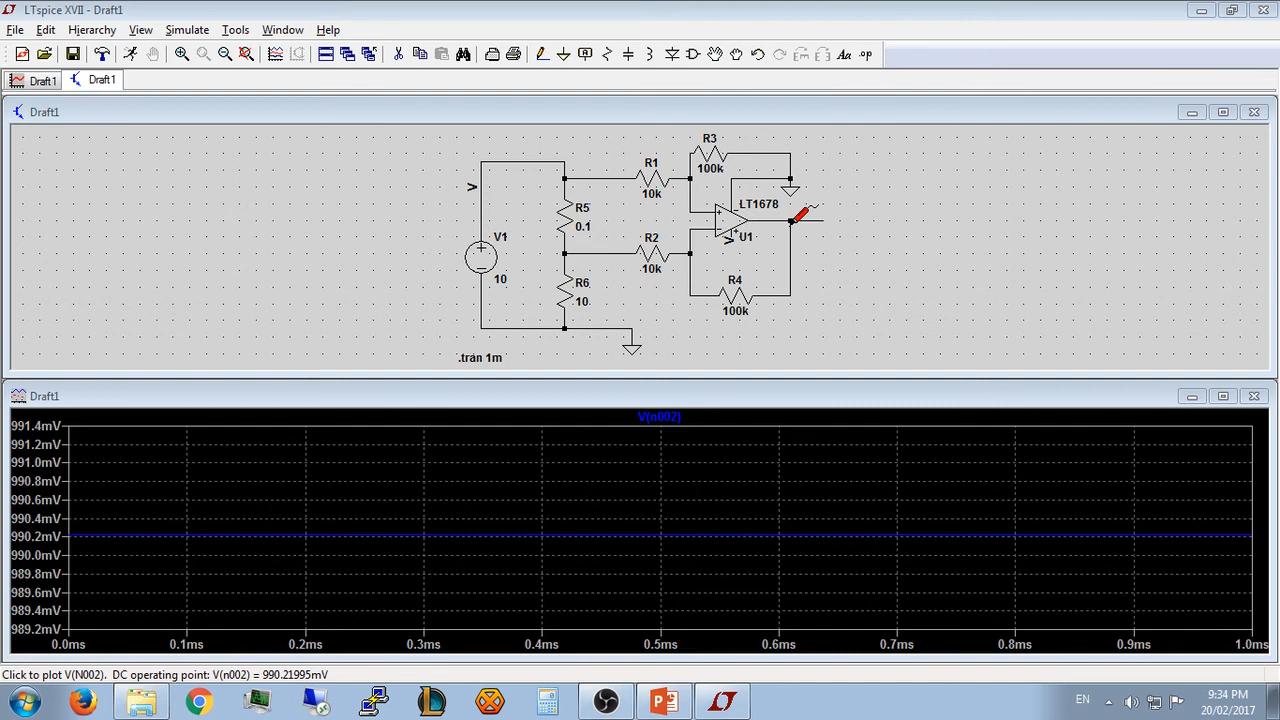 LTspice XVII - Draft1
File Edit Hierarchy View Simulate Tools Window Help
Aa .op
Draft1 Draft1
Draft1
R3
100k
V
R1
10k
R5
0.1
LT1678
U1
V
V1
10
R2
10k
R6
10
R4
100k
.tran 1m
Draft1
V(n002)
991.4mV
991.2mV
991.0mV
990.8mV
990.6mV
990.4mV
990.2mV
990.0mV
989.8mV
989.6mV
989.4mV
989.2mV
0.0ms 0.1ms 0.2ms 0.3ms 0.4ms 0.5ms 0.6ms 0.7ms 0.8ms 0.9ms 1.0ms
Click to plot V(N002). DC operating point: V(n002) = 990.21995mV
EN
9:34 PM
20/02/2017